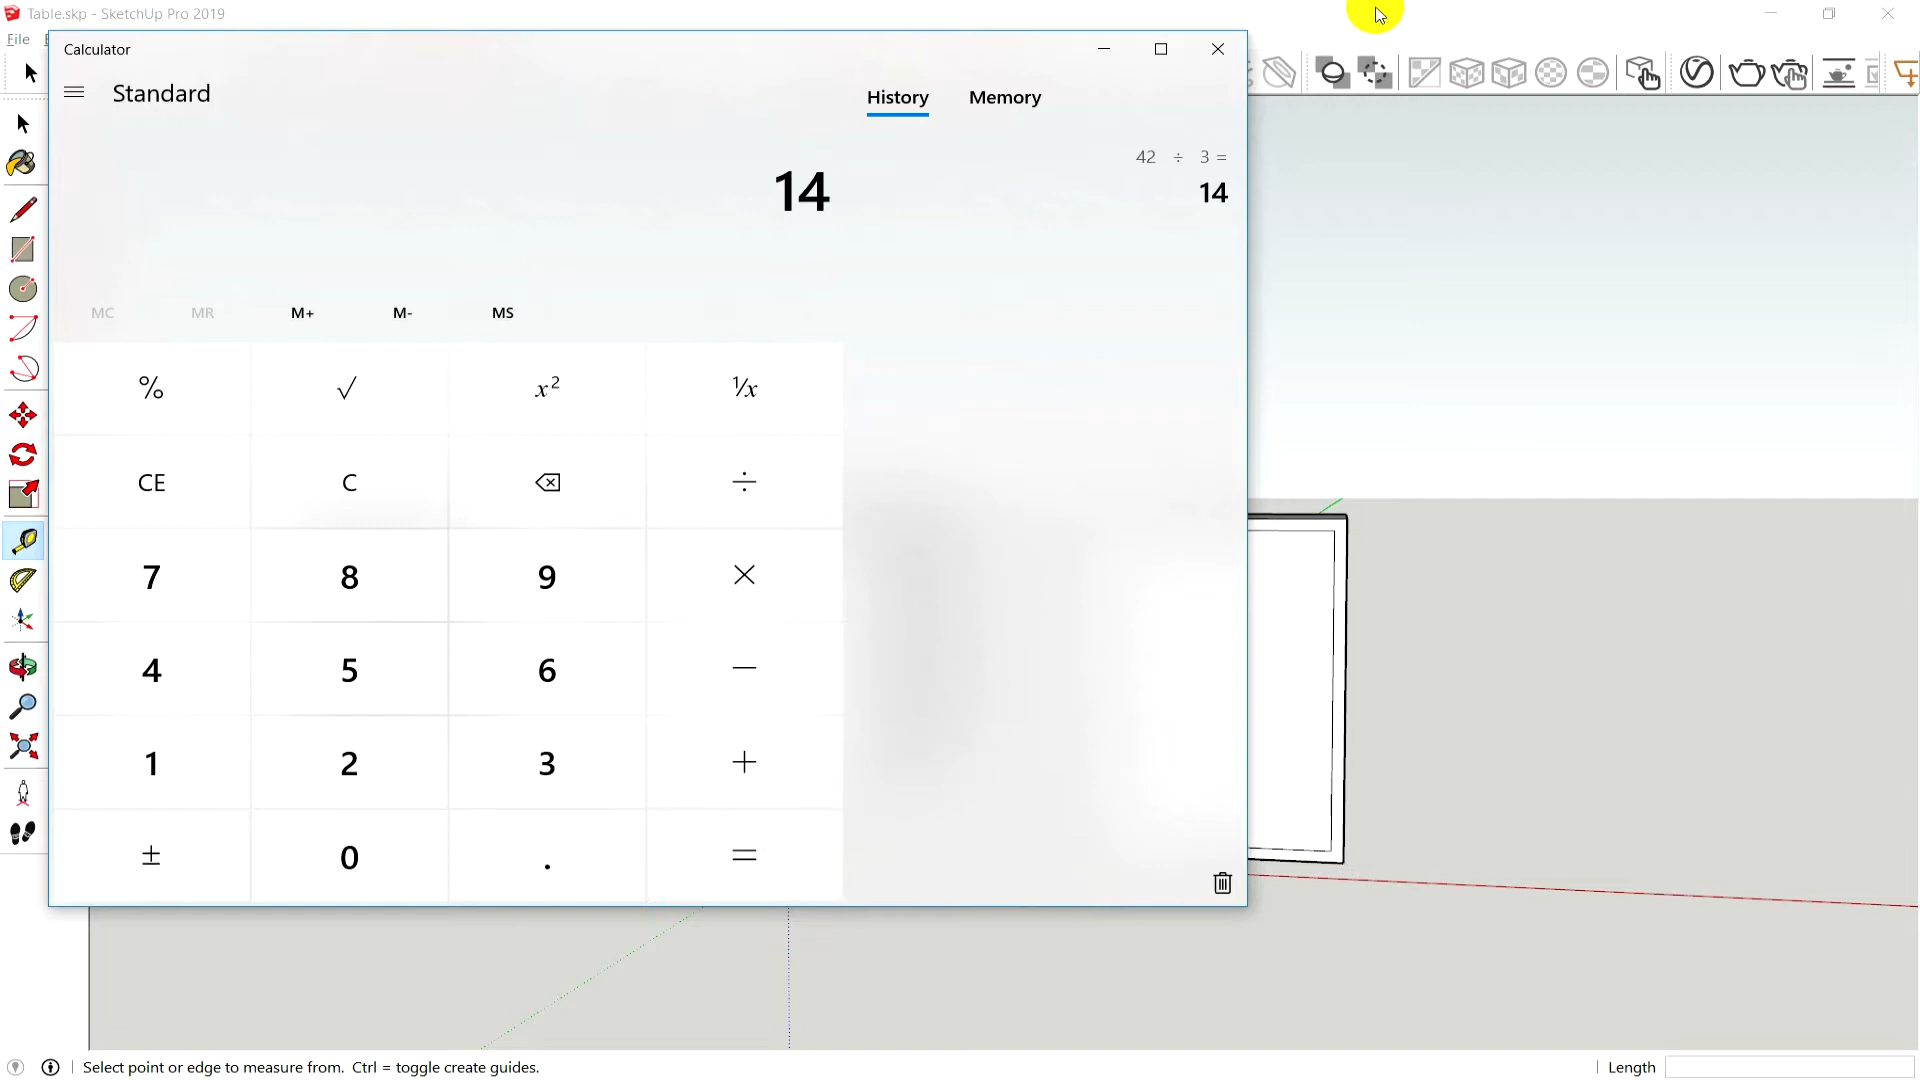 Table.skp - SketchUp Pro 2019
File
Calculator
Standard
History Memory
42 ÷ 3 =
14
14
MC MR M+ M- MS
% √ x² ¹/x
CE C ÷
7 8 9 ×
4 5 6 −
1 2 3 +
± 0 . =
Select point or edge to measure from. Ctrl = toggle create guides.
Length